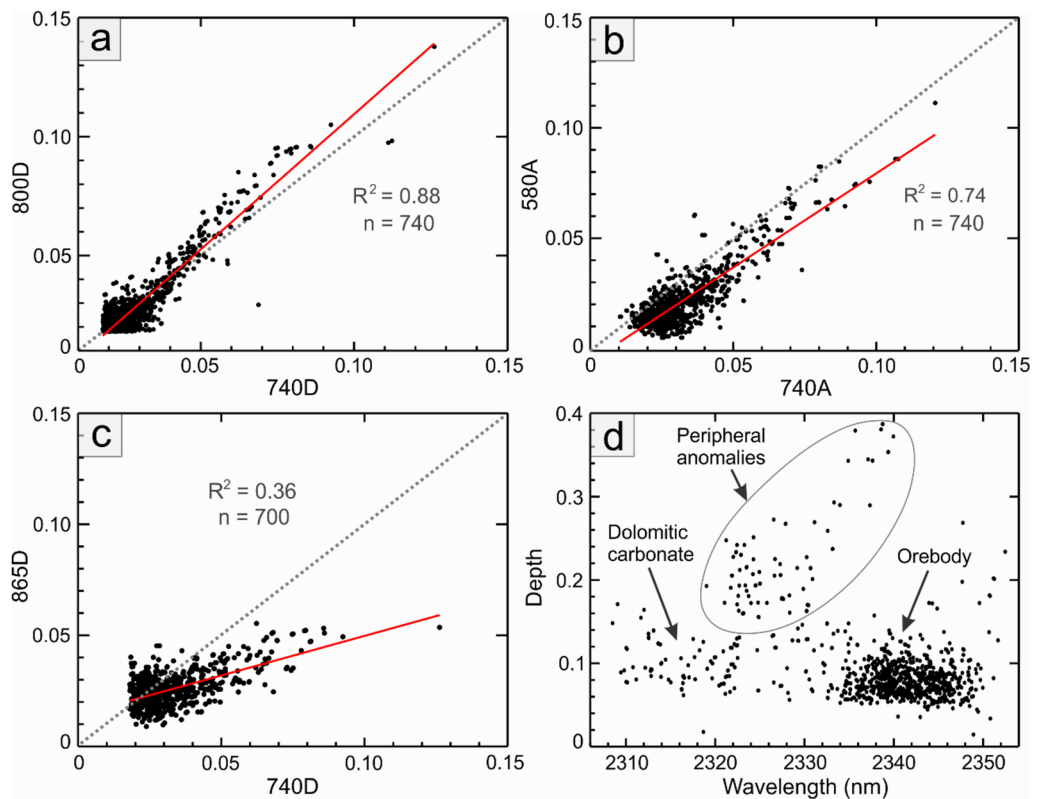 a
0.15
0.10
0.05
0
800D
R² = 0.88
n = 740
0 0.05 0.10 0.15
740D
b
0.15
0.10
0.05
0
580A
R² = 0.74
n = 740
0 0.05 0.10 0.15
740A
c
0.15
0.10
0.05
0
865D
R² = 0.36
n = 700
0 0.05 0.10 0.15
740D
d
0.4
0.3
0.2
0.1
0
Depth
Peripheral
anomalies
Dolomitic
carbonate
Orebody
2310 2320 2330 2340 2350
Wavelength (nm)